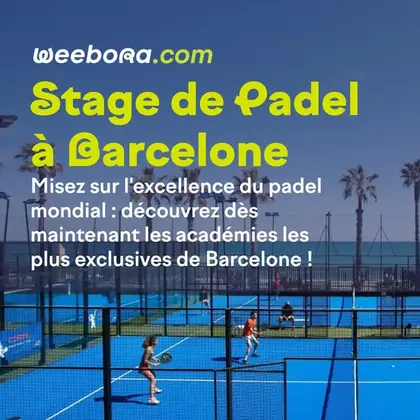 weebora.com
Stage de Padel
à Barcelone
Misez sur l'excellence du padel
mondial : découvrez dès
maintenant les académies les
plus exclusives de Barcelone !